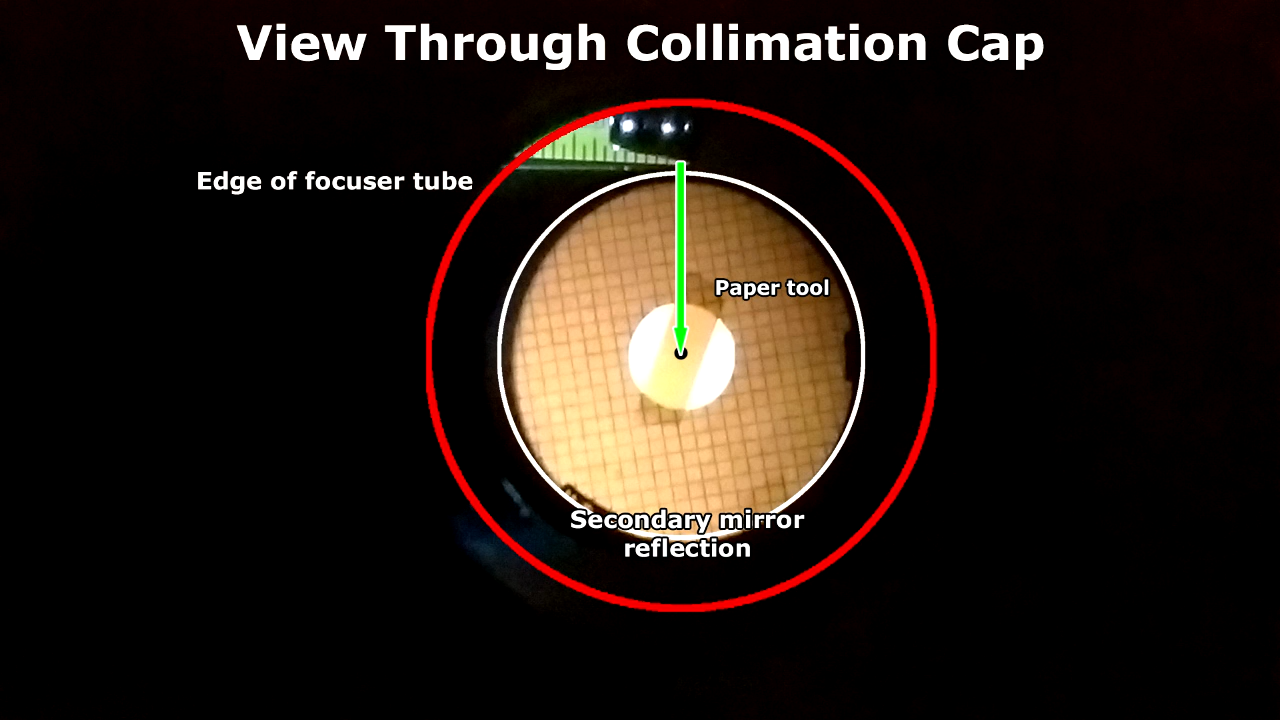 View Through Collimation Cap
Edge of focuser tube
Paper tool
Secondary mirror
reflection